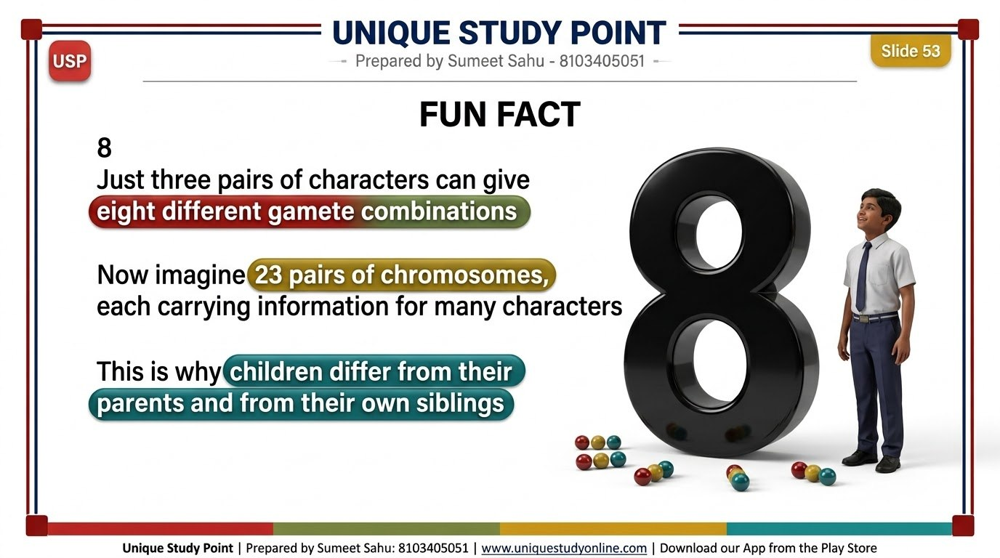 UNIQUE STUDY POINT
USP
Prepared by Sumeet Sahu - 8103405051
Slide 53
FUN FACT
8
Just three pairs of characters can give
eight different gamete combinations
Now imagine 23 pairs of chromosomes,
each carrying information for many characters
This is why children differ from their
parents and from their own siblings
8
Unique Study Point | Prepared by Sumeet Sahu: 8103405051 | www.uniquestudyonline.com | Download our App from the Play Store